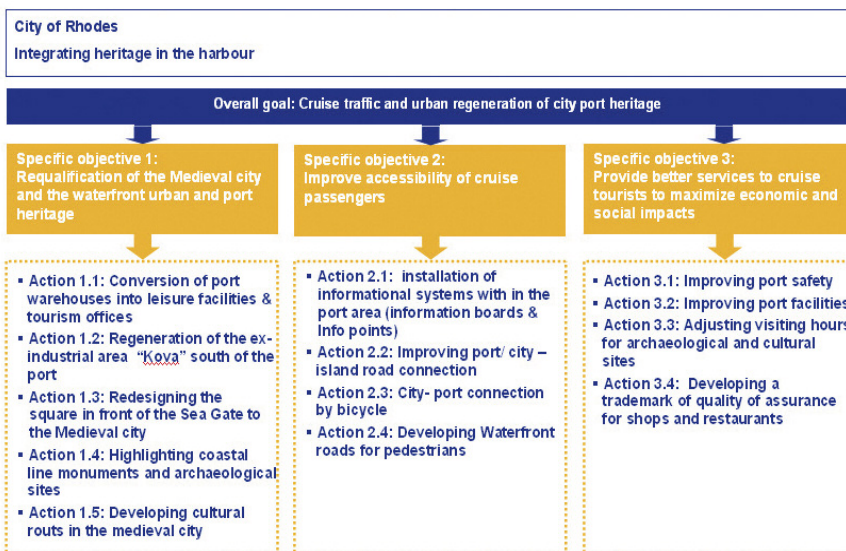 City of Rhodes
Integrating heritage in the harbour
Overall goal: Cruise traffic and urban regeneration of city port heritage
Specific objective 1:
Requalification of the Medieval city
and the waterfront urban and port
heritage
Specific objective 2:
Improve accessibility of cruise
passengers
Specific objective 3:
Provide better services to cruise
tourists to maximize economic and
social impacts
▪ Action 1.1: Conversion of port
warehouses into leisure facilities &
tourism offices
▪ Action 1.2: Regeneration of the ex-
industrial area “Kova” south of the
port
▪ Action 1.3: Redesigning the
square in front of the Sea Gate to
the Medieval city
▪ Action 1.4: Highlighting coastal
line monuments and archaeological
sites
▪ Action 1.5: Developing cultural
routs in the medieval city
▪ Action 2.1: installation of
informational systems with in the
port area (information boards &
Info points)
▪ Action 2.2: Improving port/ city –
island road connection
▪ Action 2.3: City- port connection
by bicycle
▪ Action 2.4: Developing Waterfront
roads for pedestrians
▪ Action 3.1: Improving port safety
▪ Action 3.2: Improving port facilities
▪ Action 3.3: Adjusting visiting hours
for archaeological and cultural
sites
▪ Action 3.4: Developing a
trademark of quality of assurance
for shops and restaurants